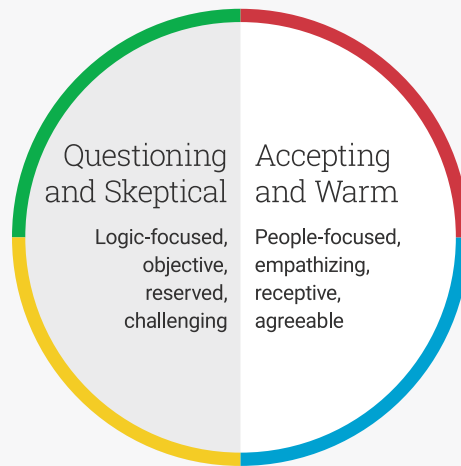 Questioning
and Skeptical
Logic-focused,
objective,
reserved,
challenging
Accepting
and Warm
People-focused,
empathizing,
receptive,
agreeable